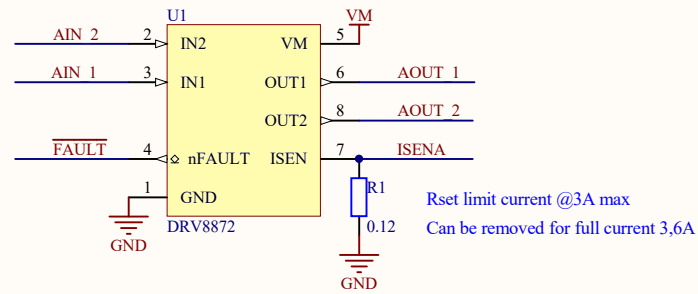 U1
VM
AIN_2
2
IN2
VM
5
AIN_1
3
IN1
OUT1
6
AOUT_1
OUT2
8
AOUT_2
FAULT
4
nFAULT
ISEN
7
ISENA
1
GND
R1
GND
DRV8872
0.12
Rset limit current @3A max
Can be removed for full current 3,6A
GND